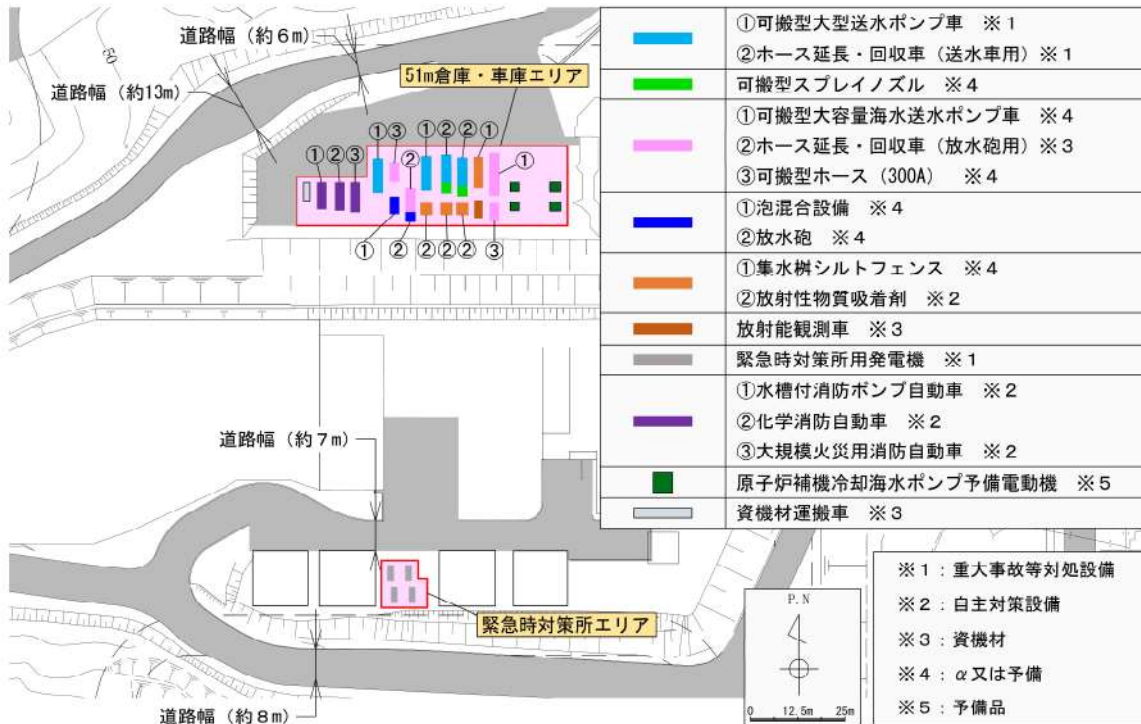 道路幅（約６ｍ）
51m倉庫・車庫エリア
道路幅（約13m）
60
① ③ ① ② ② ①
① ② ③ ② ①
① ② ② ② ② ③
道路幅（約７ｍ）
緊急時対策所エリア
道路幅（約８ｍ）
①可搬型大型送水ポンプ車　※１
②ホース延長・回収車（送水車用）※１
可搬型スプレイノズル　※４
①可搬型大容量海水送水ポンプ車　※４
②ホース延長・回収車（放水砲用）※３
③可搬型ホース（300A）　※４
①泡混合設備　※４
②放水砲　※４
①集水桝シルトフェンス　※４
②放射性物質吸着剤　※２
放射能観測車　※３
緊急時対策所用発電機　※１
①水槽付消防ポンプ自動車　※２
②化学消防自動車　※２
③大規模火災用消防自動車　※２
原子炉補機冷却海水ポンプ予備電動機　※５
資機材運搬車　※３
P.N
0　12.5m　25m
※１：重大事故等対処設備
※２：自主対策設備
※３：資機材
※４：α又は予備
※５：予備品